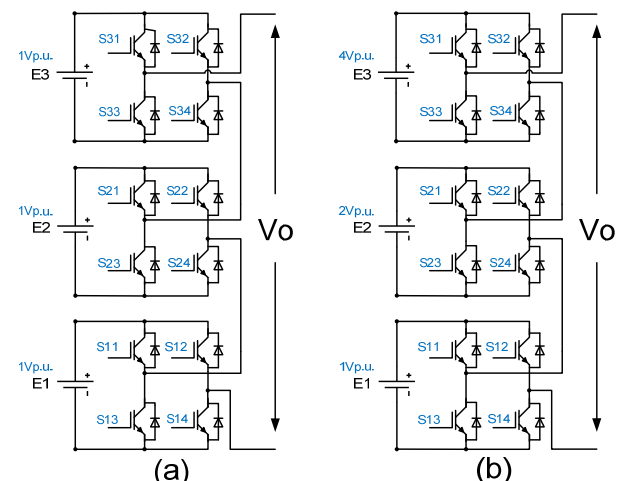 S31 S32
1Vp.u.
+
E3
-
S33 S34
S21 S22
1Vp.u.
+
E2
-
S23 S24
Vo
S11 S12
1Vp.u.
+
E1
-
S13 S14
(a)
S31 S32
4Vp.u.
+
E3
-
S33 S34
S21 S22
2Vp.u.
+
E2
-
S23 S24
Vo
S11 S12
1Vp.u.
+
E1
-
S13 S14
(b)